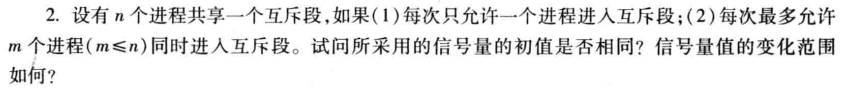 2. 设有 n 个进程共享一个互斥段,如果(1)每次只允许一个进程进入互斥段;(2)每次最多允许
m 个进程(m≤n)同时进入互斥段。试问所采用的信号量的初值是否相同? 信号量值的变化范围
如何?